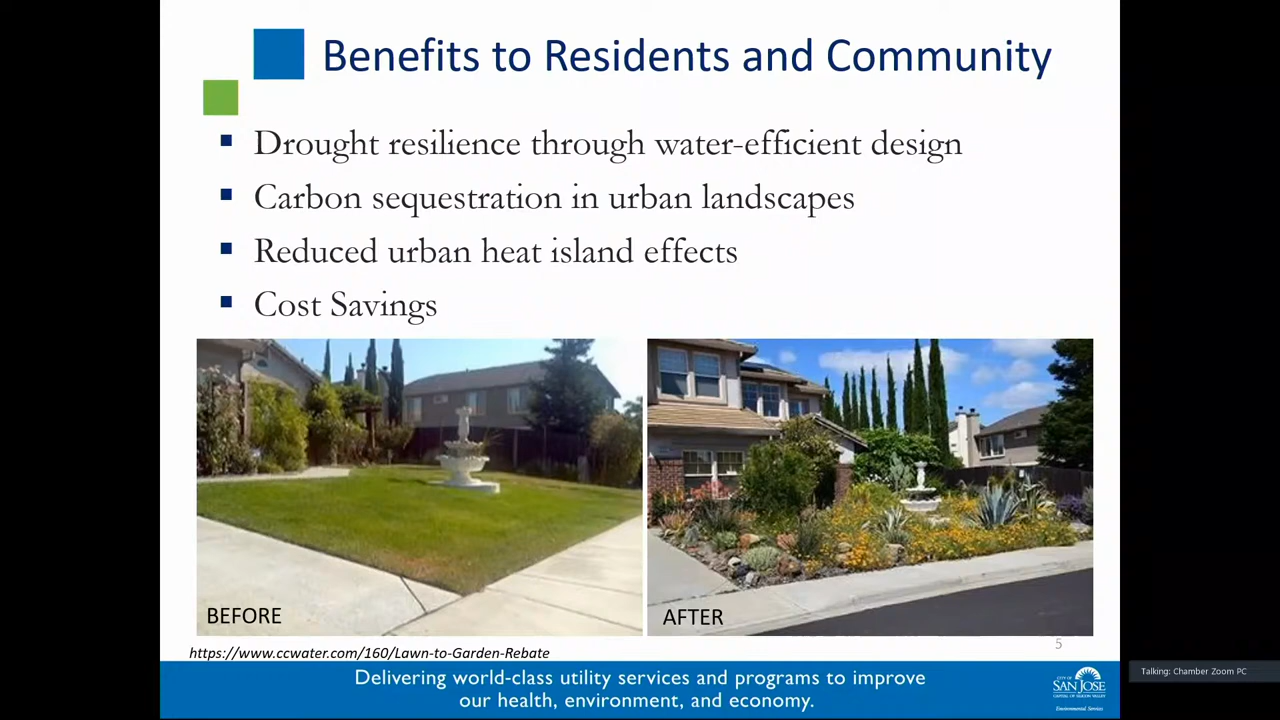 Benefits to Residents and Community
Drought resilience through water-efficient design
Carbon sequestration in urban landscapes
Reduced urban heat island effects
Cost Savings
BEFORE
AFTER
https://www.ccwater.com/160/Lawn-to-Garden-Rebate
5
Delivering world-class utility services and programs to improve
our health, environment, and economy.
CITY OF
SAN JOSE
CAPITAL OF SILICON VALLEY
Environmental Services
Talking: Chamber Zoom PC